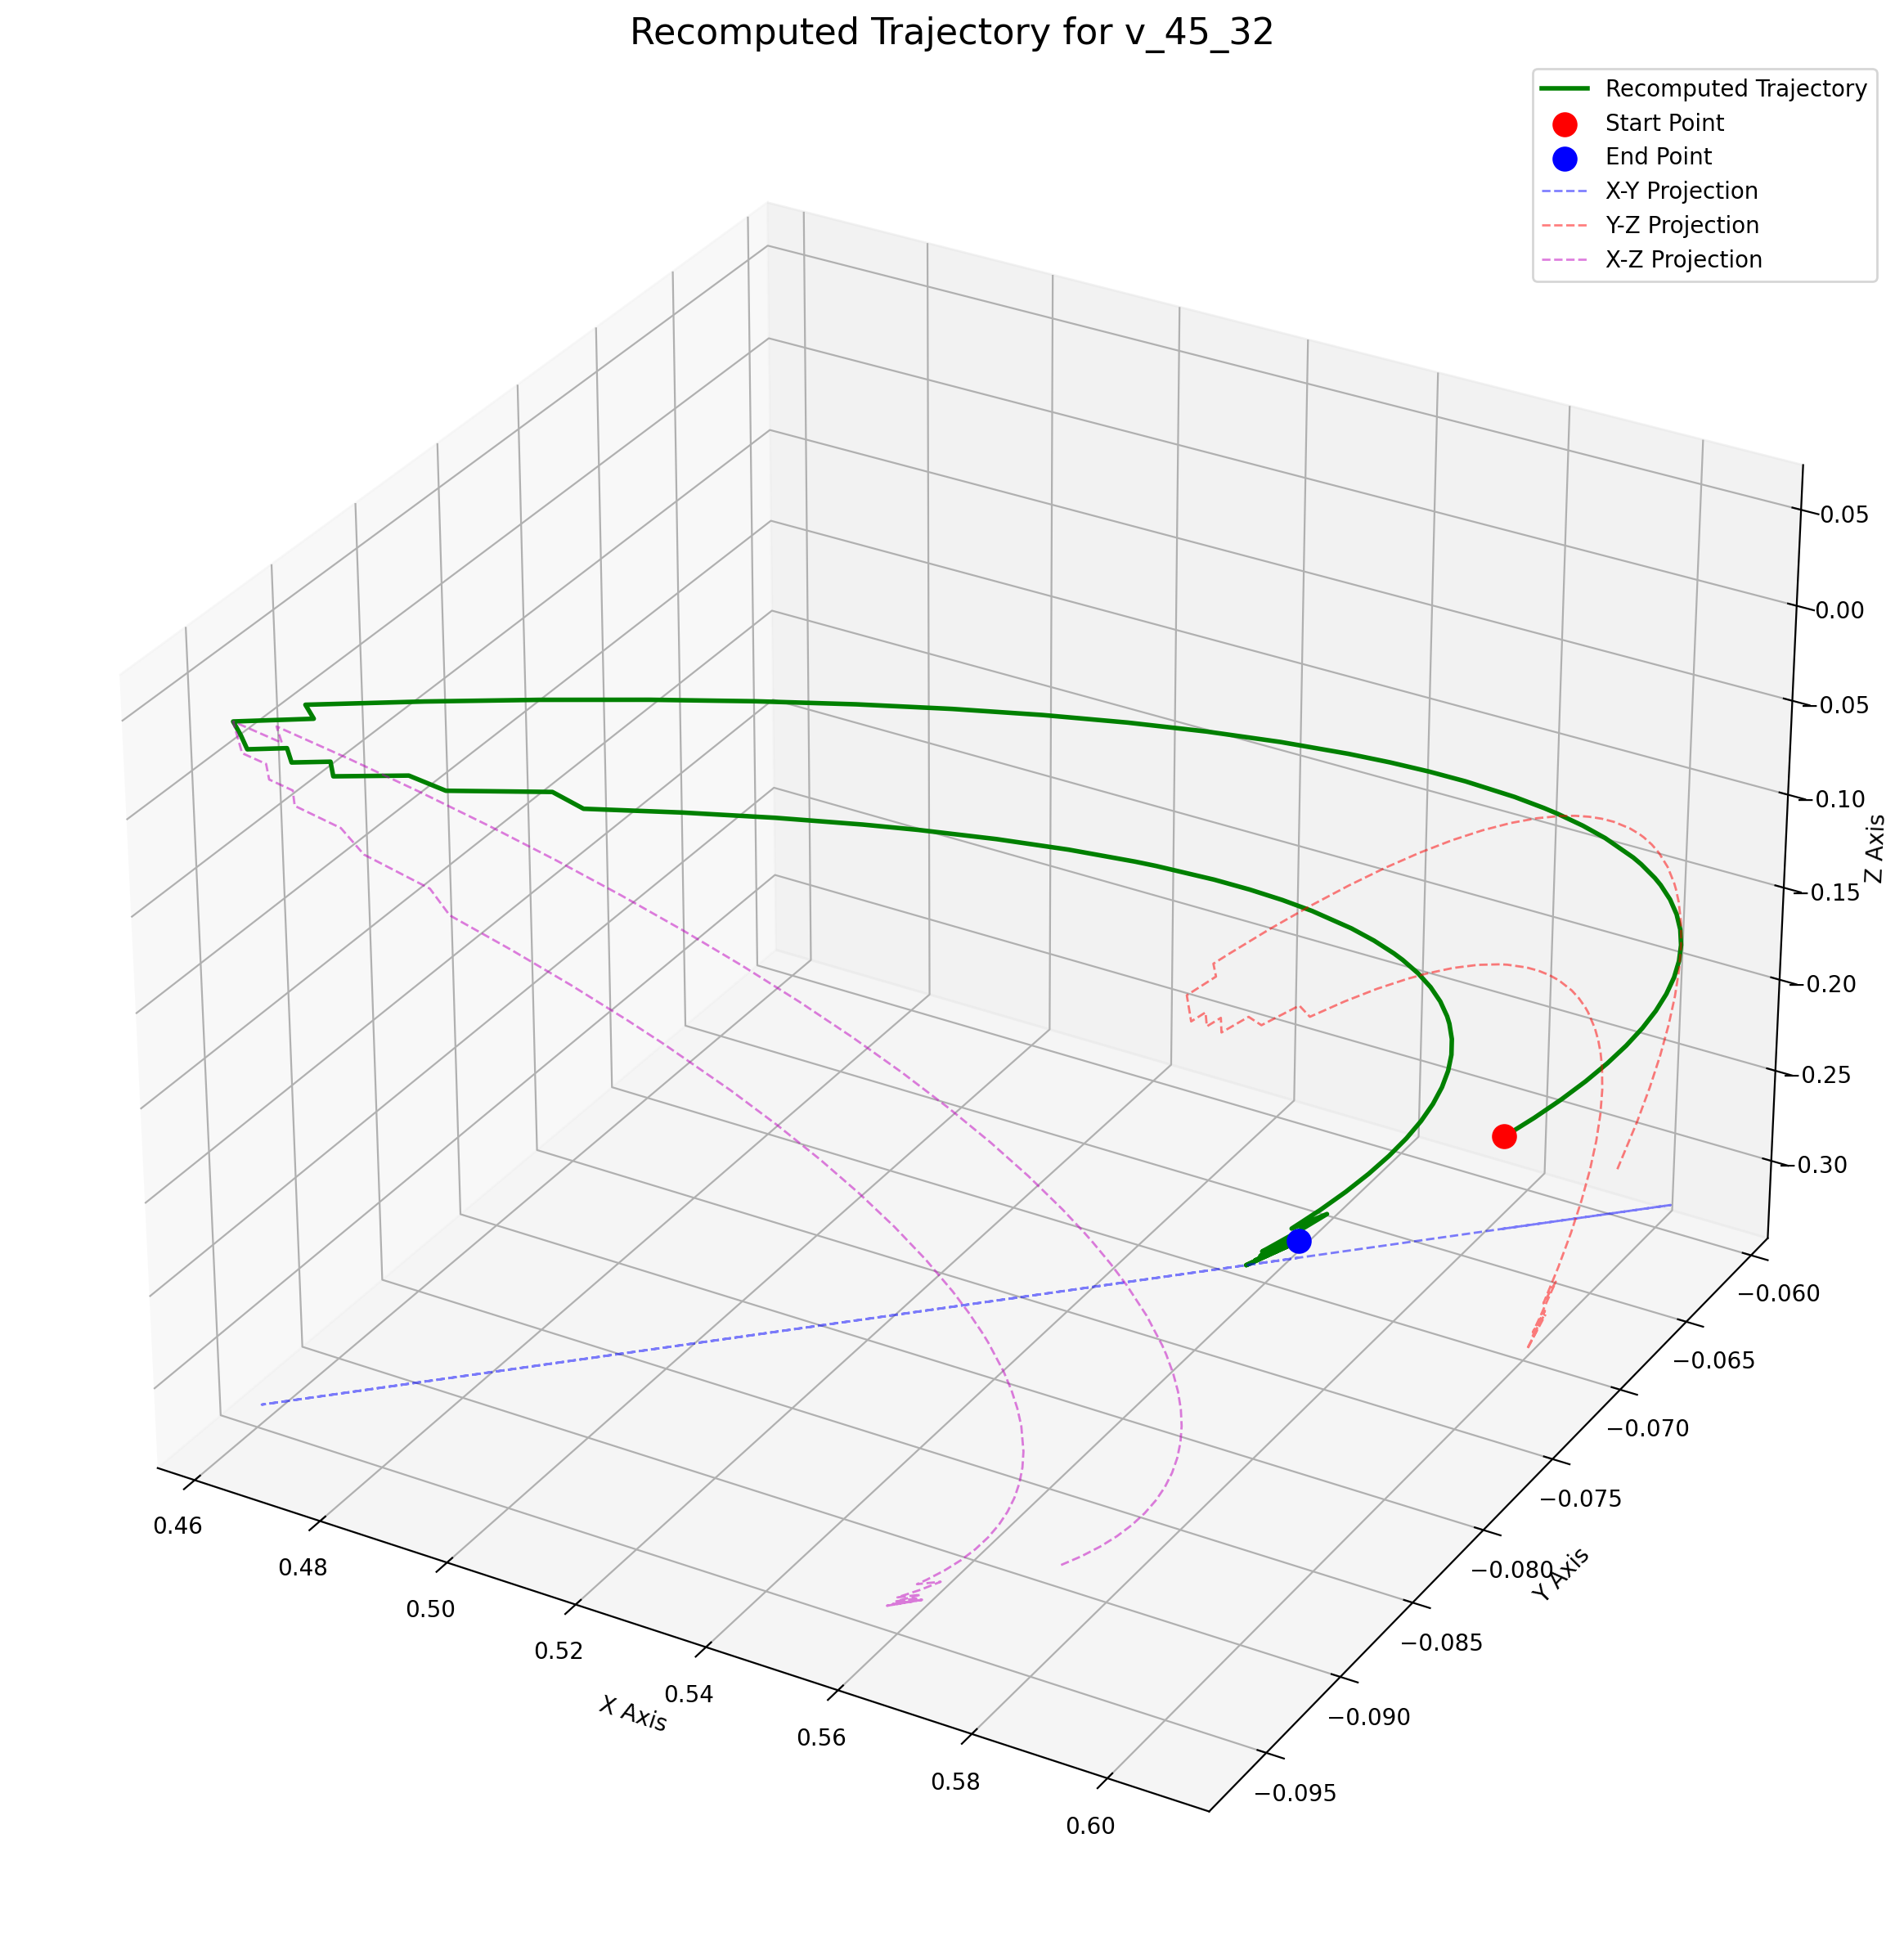 Recomputed Trajectory for v_45_32
Recomputed Trajectory
Start Point
End Point
X-Y Projection
Y-Z Projection
X-Z Projection
0.05
0.00
−0.05
−0.10
−0.15
−0.20
−0.25
−0.30
Z Axis
−0.060
−0.065
−0.070
−0.075
−0.080
−0.085
−0.090
−0.095
Y Axis
0.46
0.48
0.50
0.52
0.54
0.56
0.58
0.60
X Axis